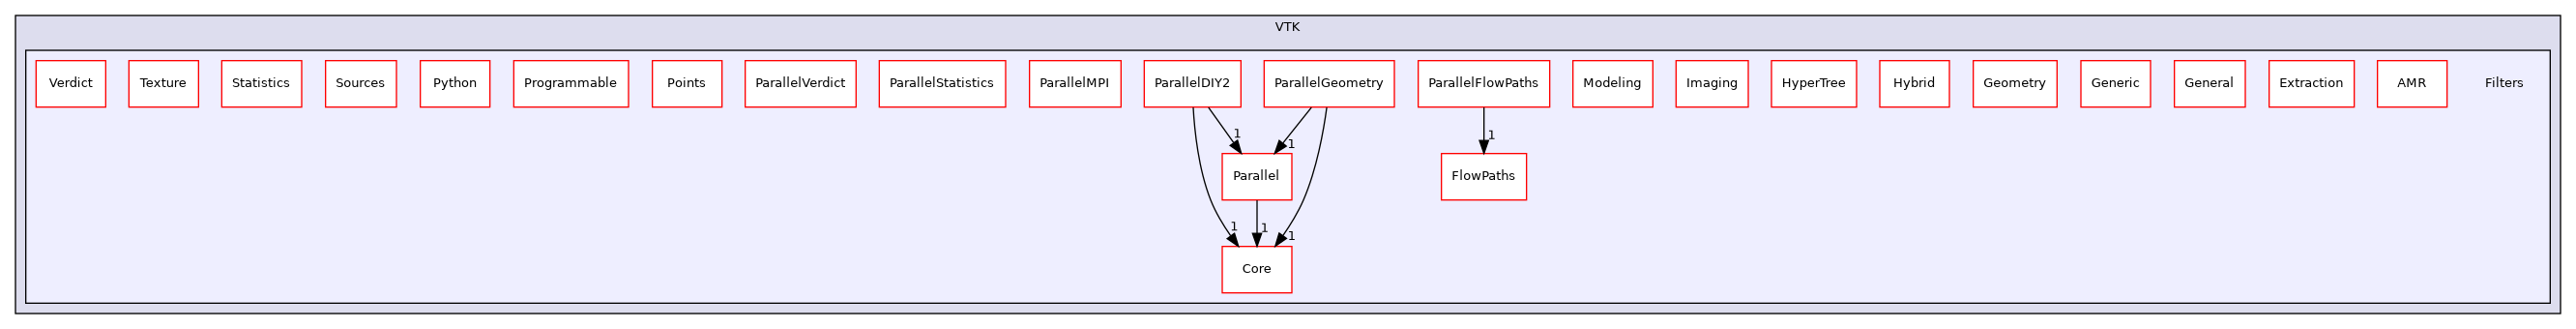 VTK
Verdict
Texture
Statistics
Sources
Python
Programmable
Points
ParallelVerdict
ParallelStatistics
ParallelMPI
ParallelDIY2
ParallelGeometry
ParallelFlowPaths
Modeling
Imaging
HyperTree
Hybrid
Geometry
Generic
General
Extraction
AMR
Filters
1
1
1
Parallel
FlowPaths
1
1
1
Core